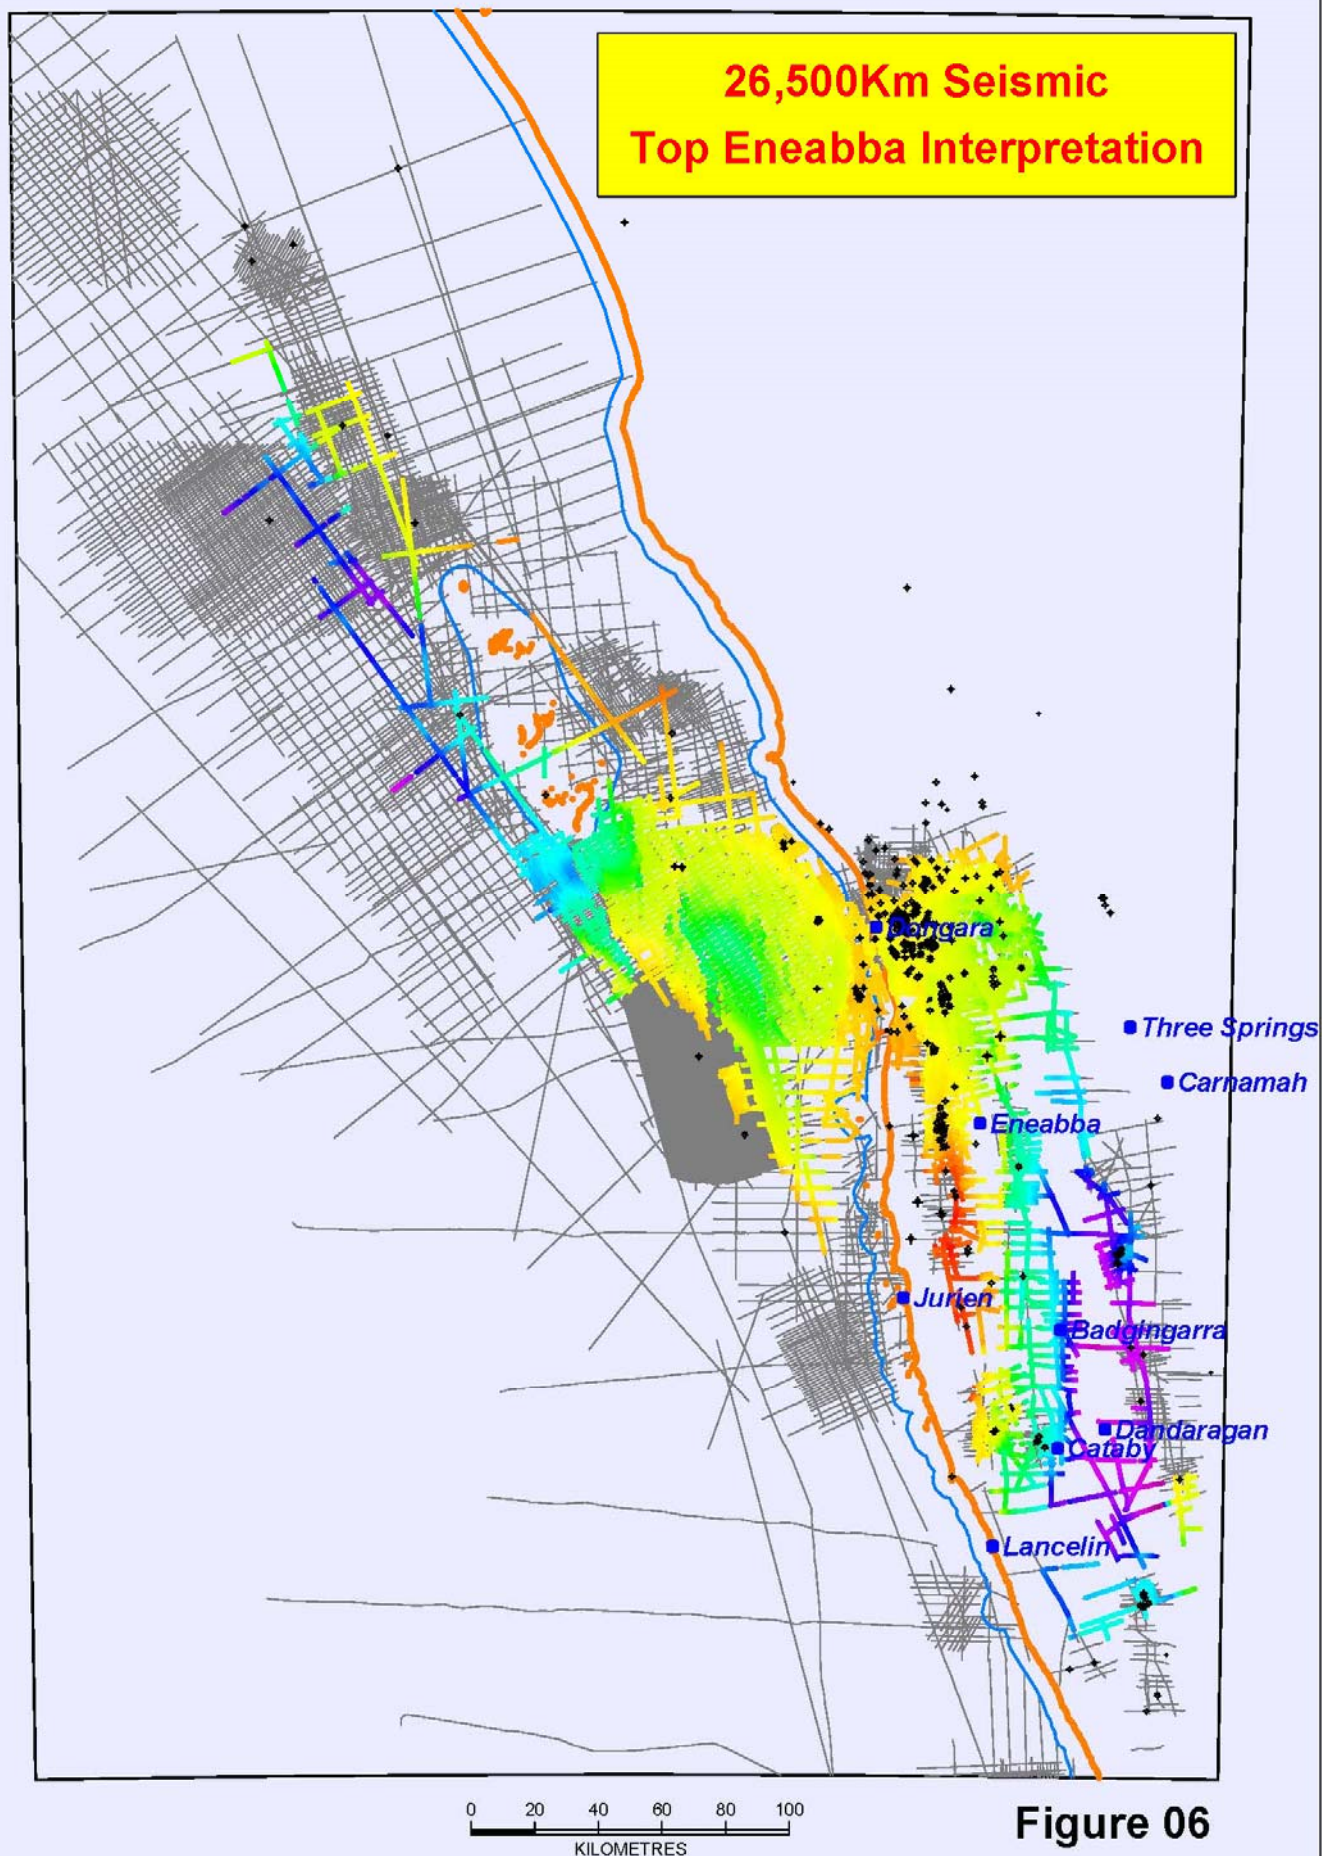 26,500Km Seismic
Top Eneabba Interpretation
Dongara
Three Springs
Carnamah
Eneabba
Jurien
Badgingarra
Dandaragan
Cataby
Lancelin
0 20 40 60 80 100
KILOMETRES
Figure 06